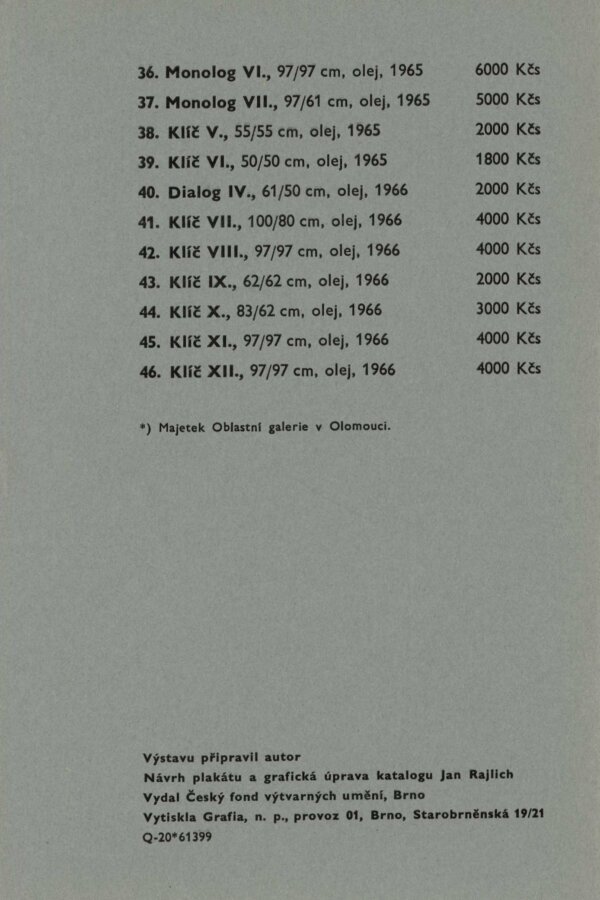 36. Monolog VI., 97/97 cm, olej, 1965 6000 Kčs
37. Monolog VII., 97/61 cm, olej, 1965 5000 Kčs
38. Klíč V., 55/55 cm, olej, 1965 2000 Kčs
39. Klíč VI., 50/50 cm, olej, 1965 1800 Kčs
40. Dialog IV., 61/50 cm, olej, 1966 2000 Kčs
41. Klíč VII., 100/80 cm, olej, 1966 4000 Kčs
42. Klíč VIII., 97/97 cm, olej, 1966 4000 Kčs
43. Klíč IX., 62/62 cm, olej, 1966 2000 Kčs
44. Klíč X., 83/62 cm, olej, 1966 3000 Kčs
45. Klíč XI., 97/97 cm, olej, 1966 4000 Kčs
46. Klíč XII., 97/97 cm, olej, 1966 4000 Kčs
*) Majetek Oblastní galerie v Olomouci.
Výstavu připravil autor
Návrh plakátu a grafická úprava katalogu Jan Rajlich
Vydal Český fond výtvarných umění, Brno
Vytiskla Grafia, n. p., provoz 01, Brno, Starobrněnská 19/21
Q-20*61399